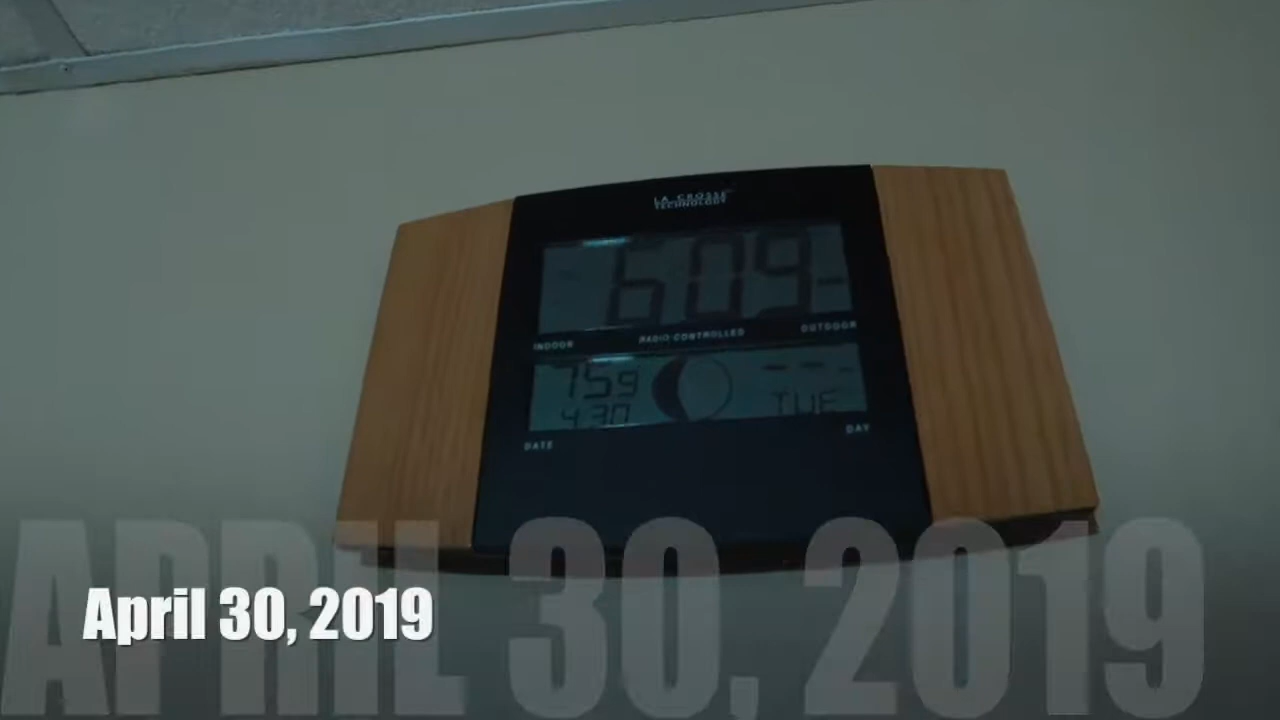 LA CROSSE
TECHNOLOGY
6:09
INDOOR RADIO CONTROLLED OUTDOOR
75.9 --.-
4.30 TUE
DATE DAY
April 30, 2019
APRIL 30, 2019